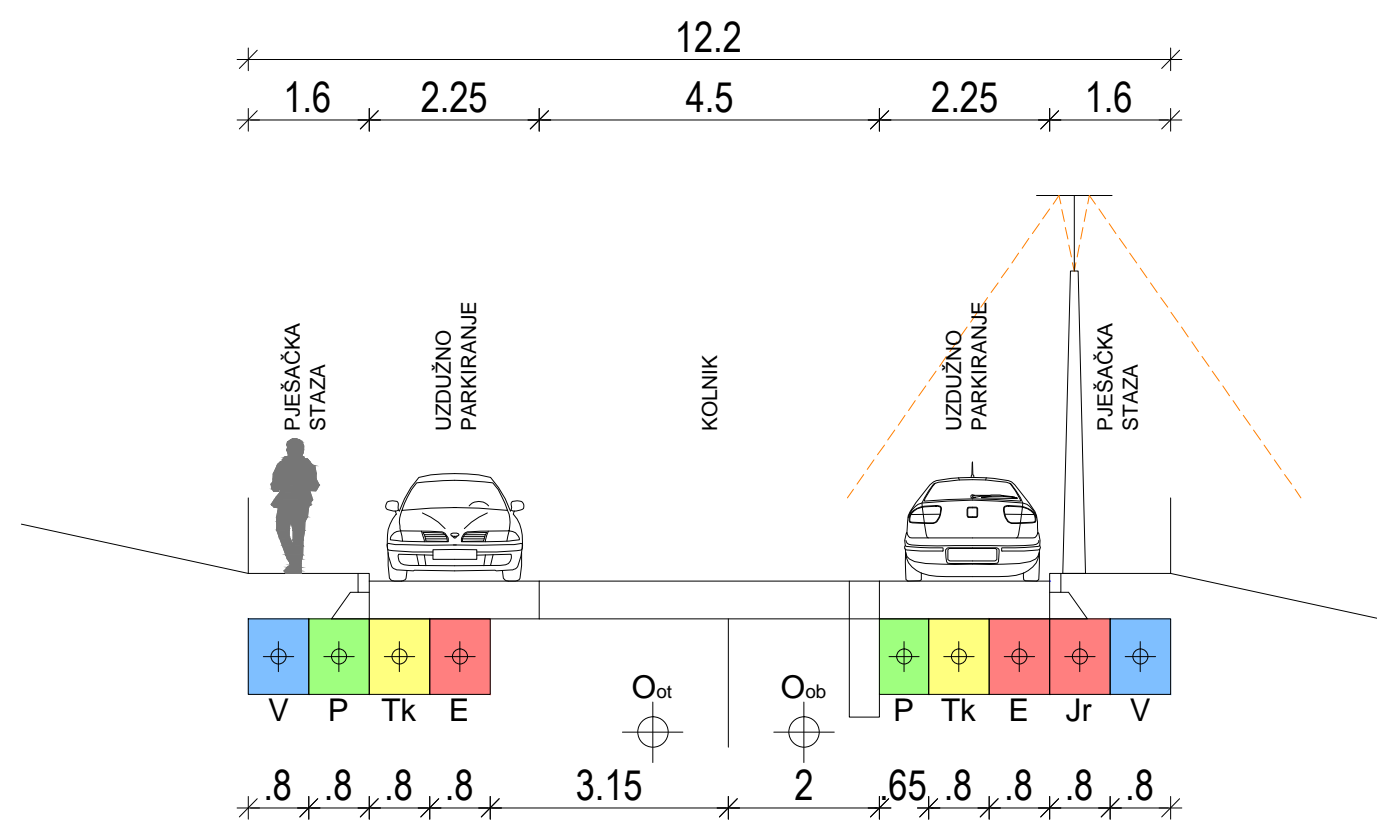 12.2
1.6 2.25 4.5 2.25 1.6
PJEŠAČKA
STAZA
UZDUŽNO
PARKIRANJE
KOLNIK
UZDUŽNO
PARKIRANJE
PJEŠAČKA
STAZA
V P Tk E Oot Oob P Tk E Jr V
.8 .8 .8 .8 3.15 2 .65 .8 .8 .8 .8